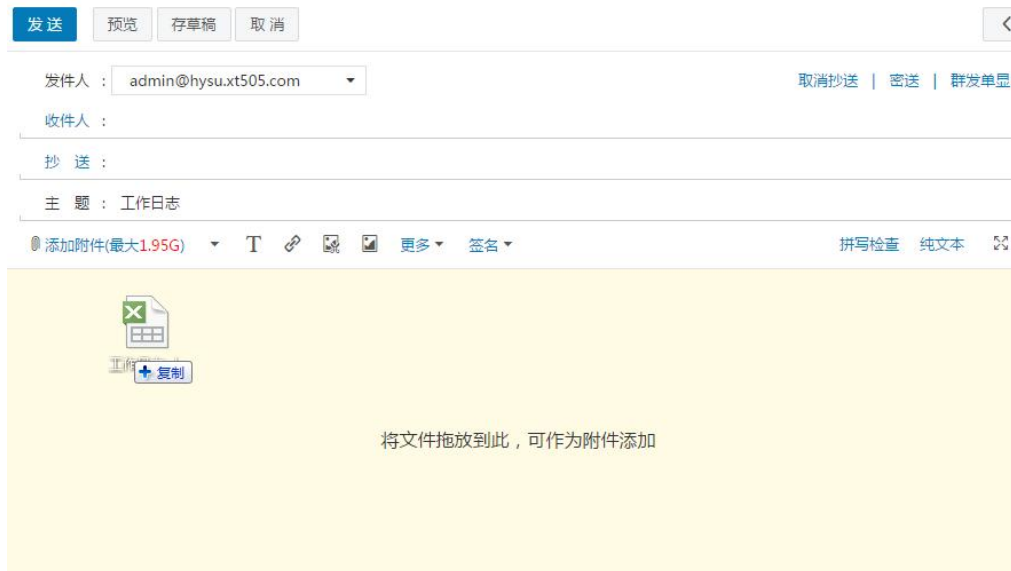 发送 预览 存草稿 取消
发件人 : admin@hysu.xt505.com 取消抄送 | 密送 | 群发单显
收件人 :
抄 送 :
主 题 : 工作日志
添加附件(最大1.95G) T 更多 签名 拼写检查 纯文本
复制
将文件拖放到此，可作为附件添加